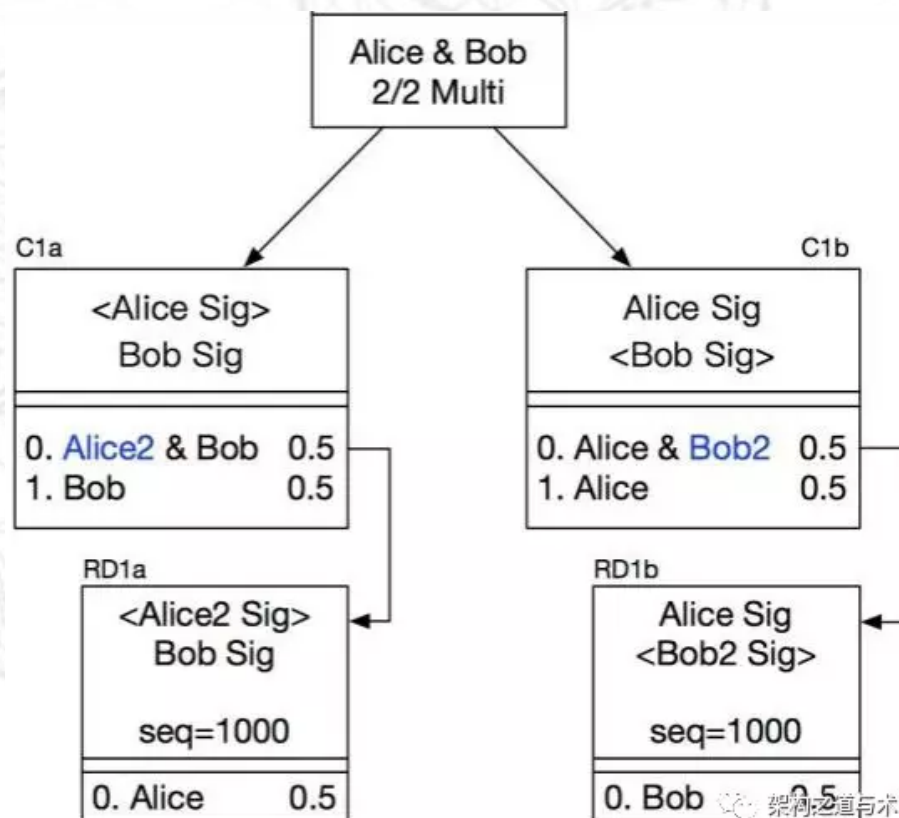 Alice & Bob
2/2 Multi
C1a
<Alice Sig>
Bob Sig
0. Alice2 & Bob 0.5
1. Bob 0.5
C1b
Alice Sig
<Bob Sig>
0. Alice & Bob2 0.5
1. Alice 0.5
RD1a
<Alice2 Sig>
Bob Sig
seq=1000
0. Alice 0.5
RD1b
Alice Sig
<Bob2 Sig>
seq=1000
0. Bob 0.5
架构之道与术